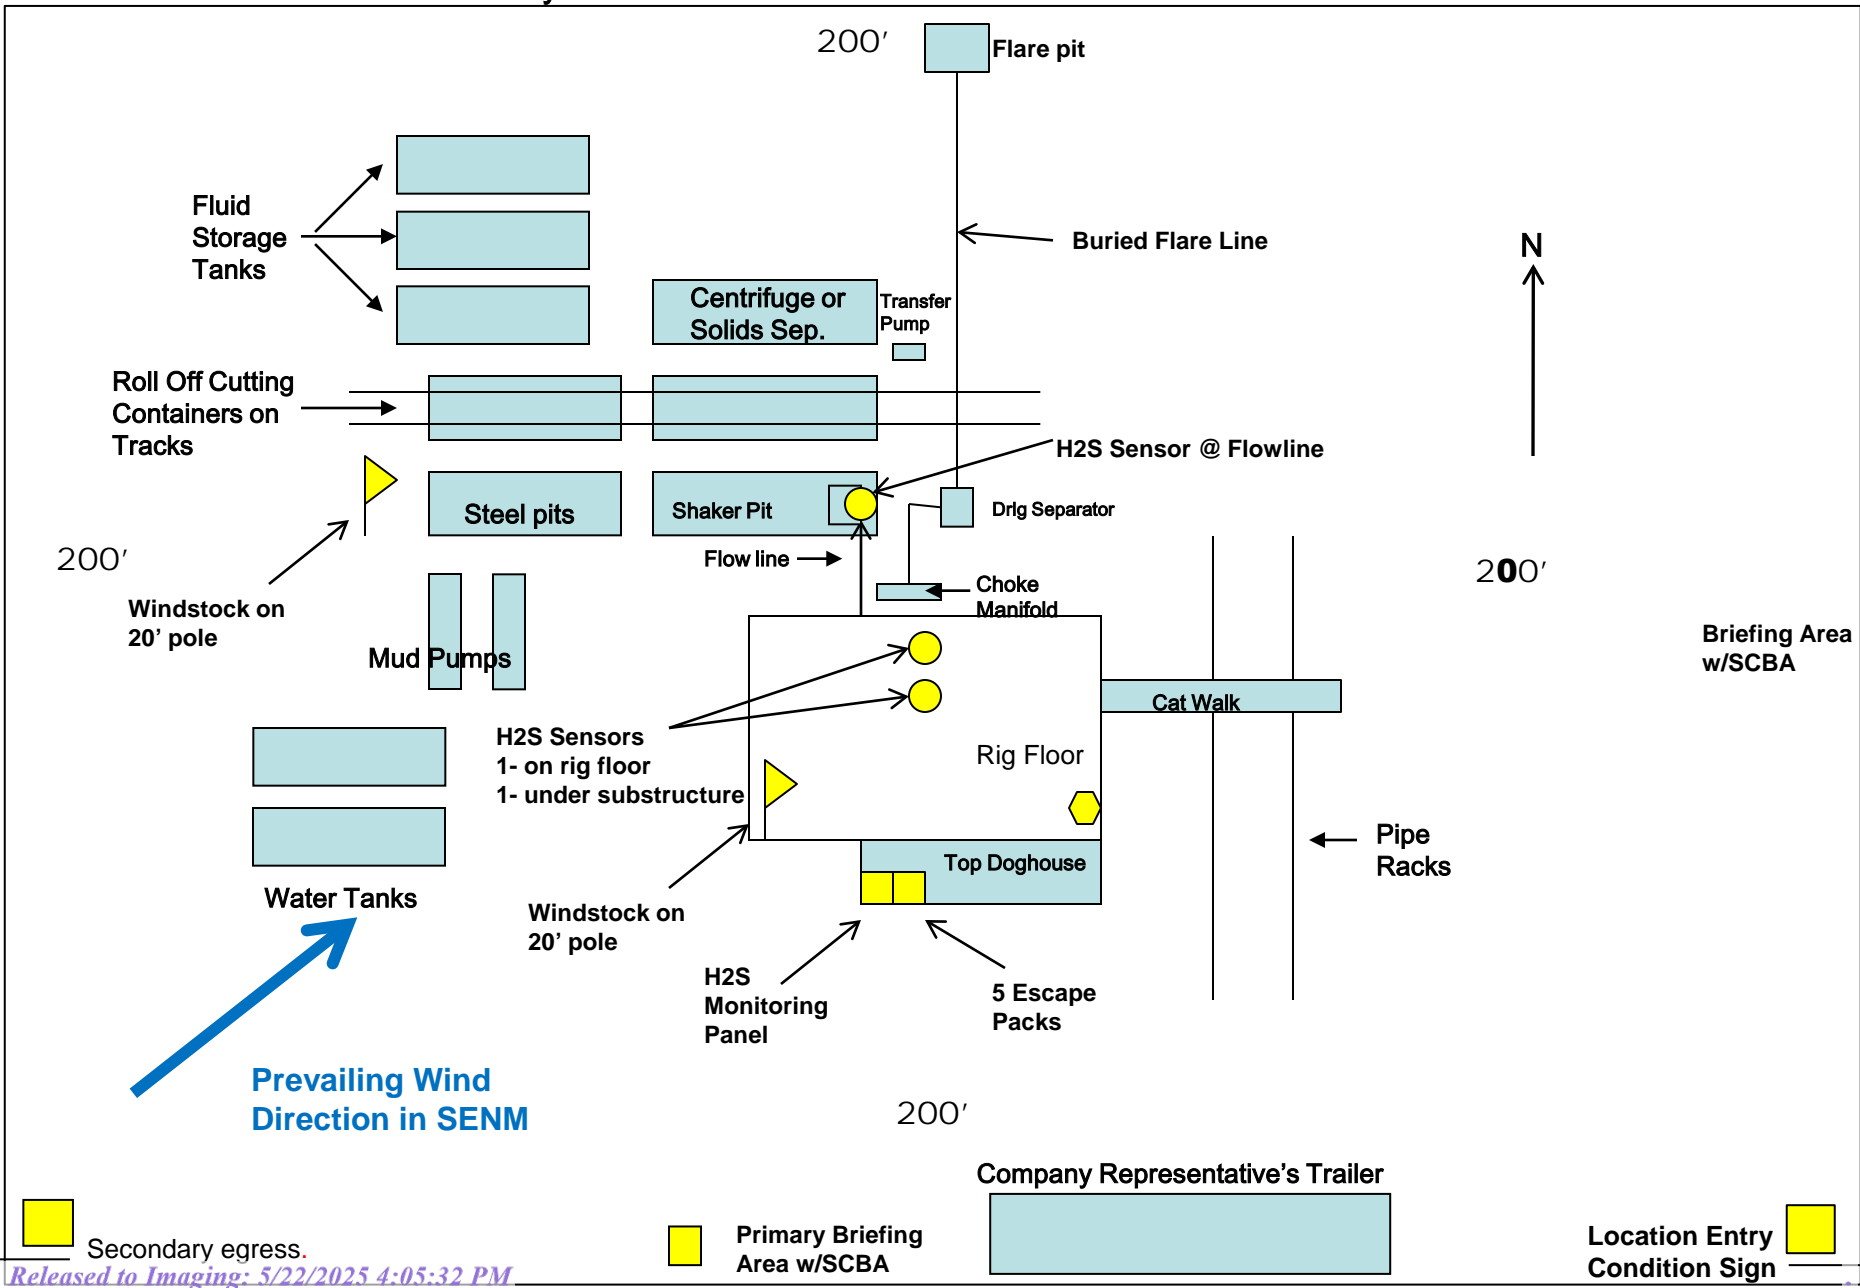 200'
Flare pit
Fluid
Storage
Tanks
Buried Flare Line
N
Centrifuge or
Solids Sep.
Transfer
Pump
Roll Off Cutting
Containers on
Tracks
H2S Sensor @ Flowline
Steel pits
Shaker Pit
Drlg Separator
200'
Flow line
Choke
Manifold
200'
Windstock on
20' pole
Mud Pumps
Briefing Area
w/SCBA
Cat Walk
H2S Sensors
1- on rig floor
1- under substructure
Rig Floor
Pipe
Racks
Top Doghouse
Water Tanks
Windstock on
20' pole
H2S
Monitoring
Panel
5 Escape
Packs
Prevailing Wind
Direction in SENM
200'
Company Representative's Trailer
Secondary egress.
Primary Briefing
Area w/SCBA
Location Entry
Condition Sign
Released to Imaging: 5/22/2025 4:05:32 PM